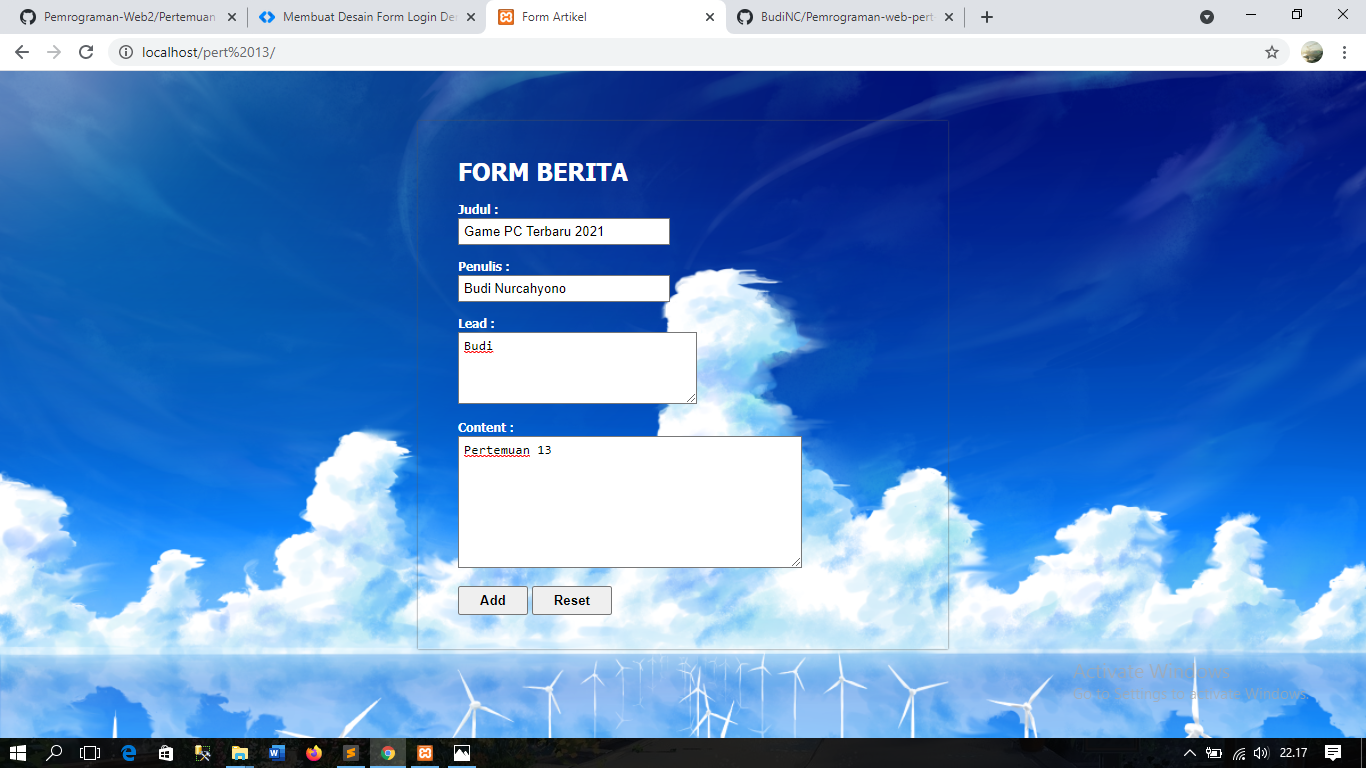 Pemrograman-Web2/Pertemuan
Membuat Desain Form Login De
Form Artikel
BudiNC/Pemrograman-web-pert
localhost/pert%2013/
FORM BERITA
Judul :
Game PC Terbaru 2021
Penulis :
Budi Nurcahyono
Lead :
Budi
Content :
Pertemuan 13
Add
Reset
Activate Windows
Go to Settings to activate Windows.
22.17